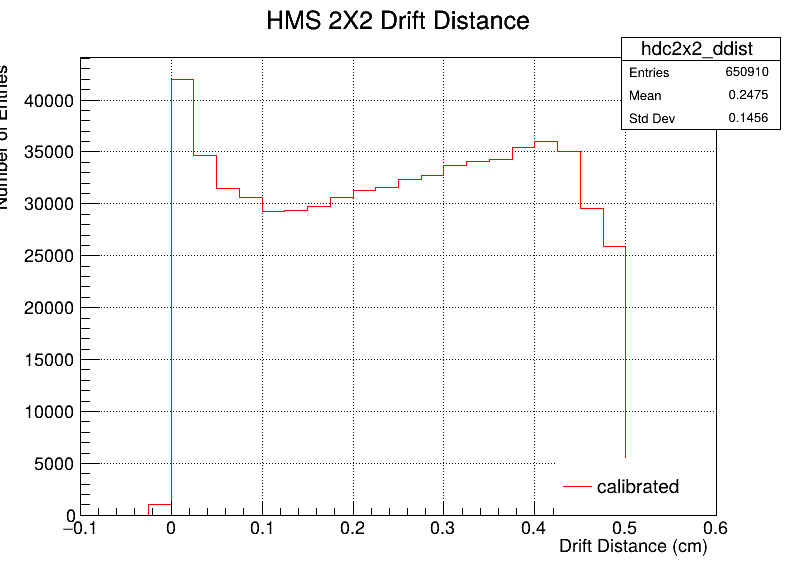 HMS 2X2 Drift Distance
hdc2x2_ddist
Entries 650910
Mean 0.2475
Std Dev 0.1456
Number of Entries
40000
35000
30000
25000
20000
15000
10000
5000
0
calibrated
−0.1 0 0.1 0.2 0.3 0.4 0.5 0.6
Drift Distance (cm)